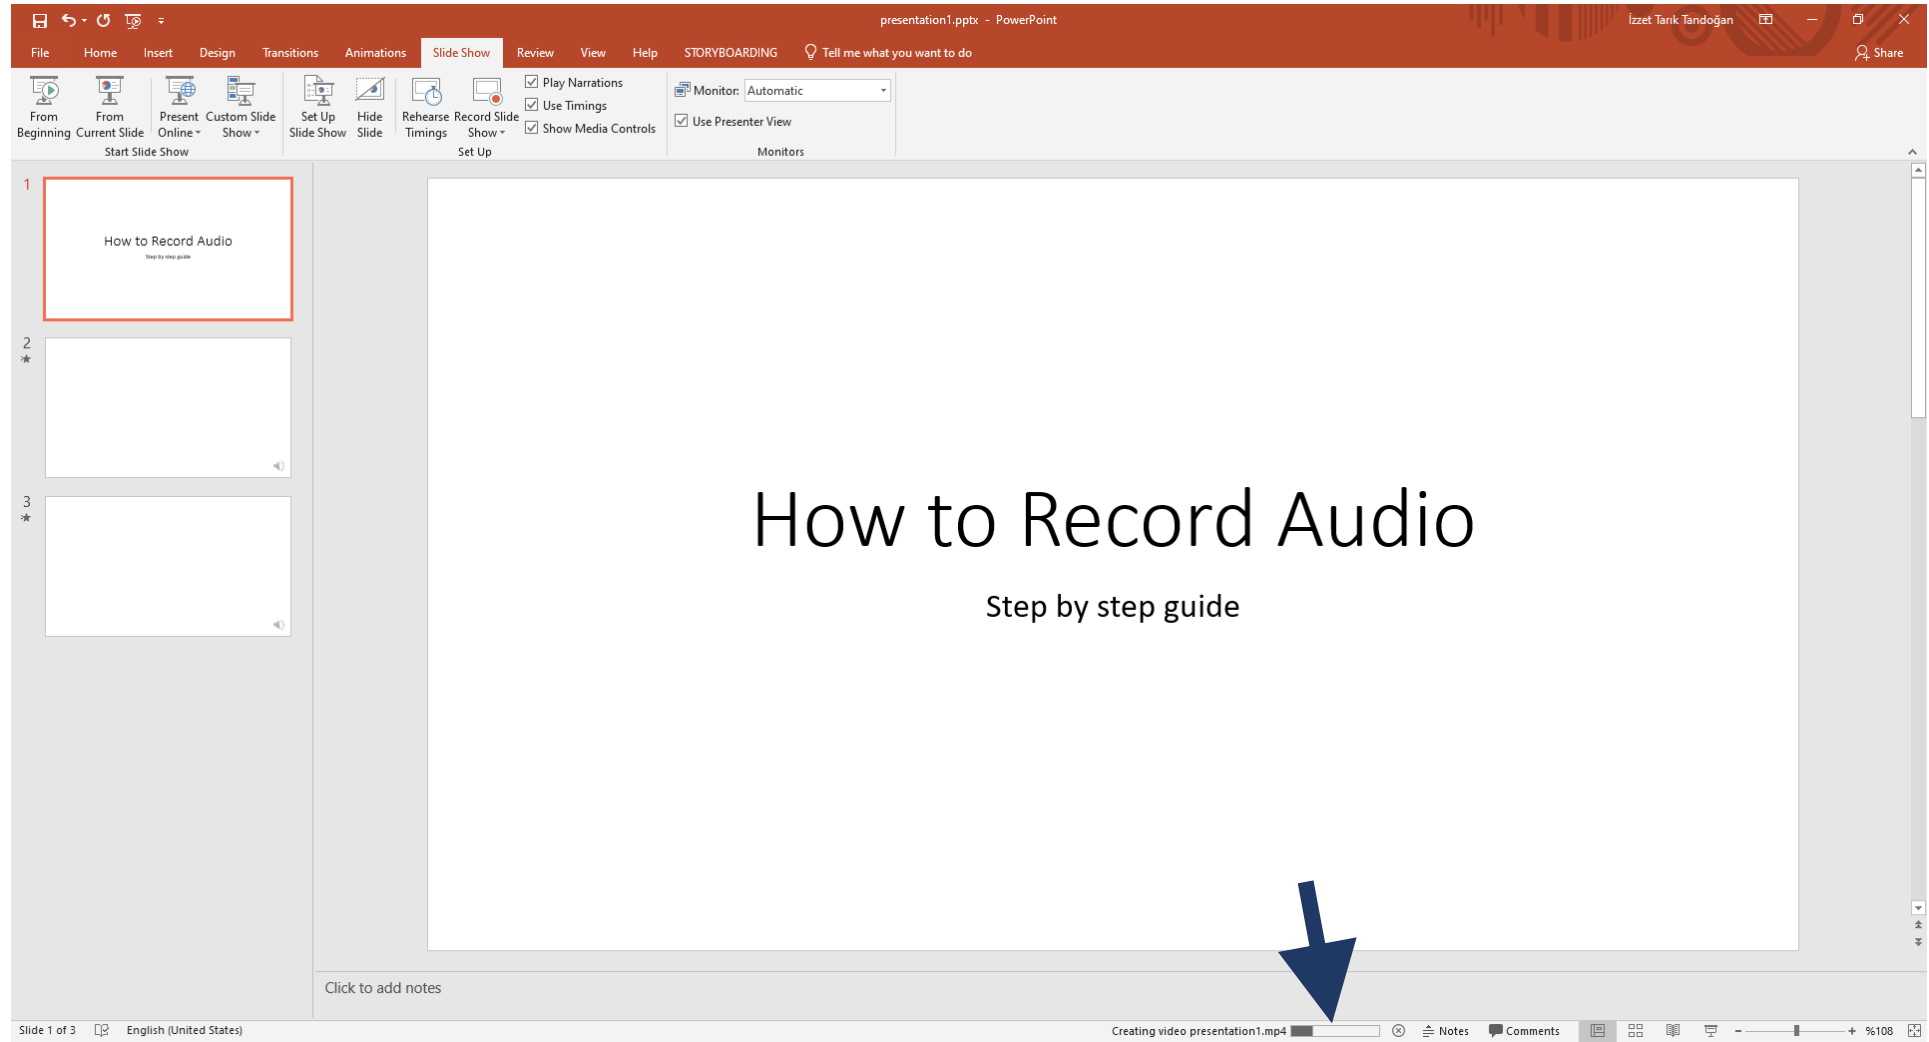 presentation1.pptx - PowerPoint
İzzet Tarık Tandoğan
File Home Insert Design Transitions Animations Slide Show Review View Help STORYBOARDING Tell me what you want to do Share
From Beginning
From Current Slide
Present Online
Custom Slide Show
Start Slide Show
Set Up Slide Show
Hide Slide
Rehearse Timings
Record Slide Show
Play Narrations
Use Timings
Show Media Controls
Set Up
Monitor: Automatic
Use Presenter View
Monitors
1
How to Record Audio
Step by step guide
2
3
How to Record Audio
Step by step guide
Click to add notes
Slide 1 of 3 English (United States) Creating video presentation1.mp4 Notes Comments %108